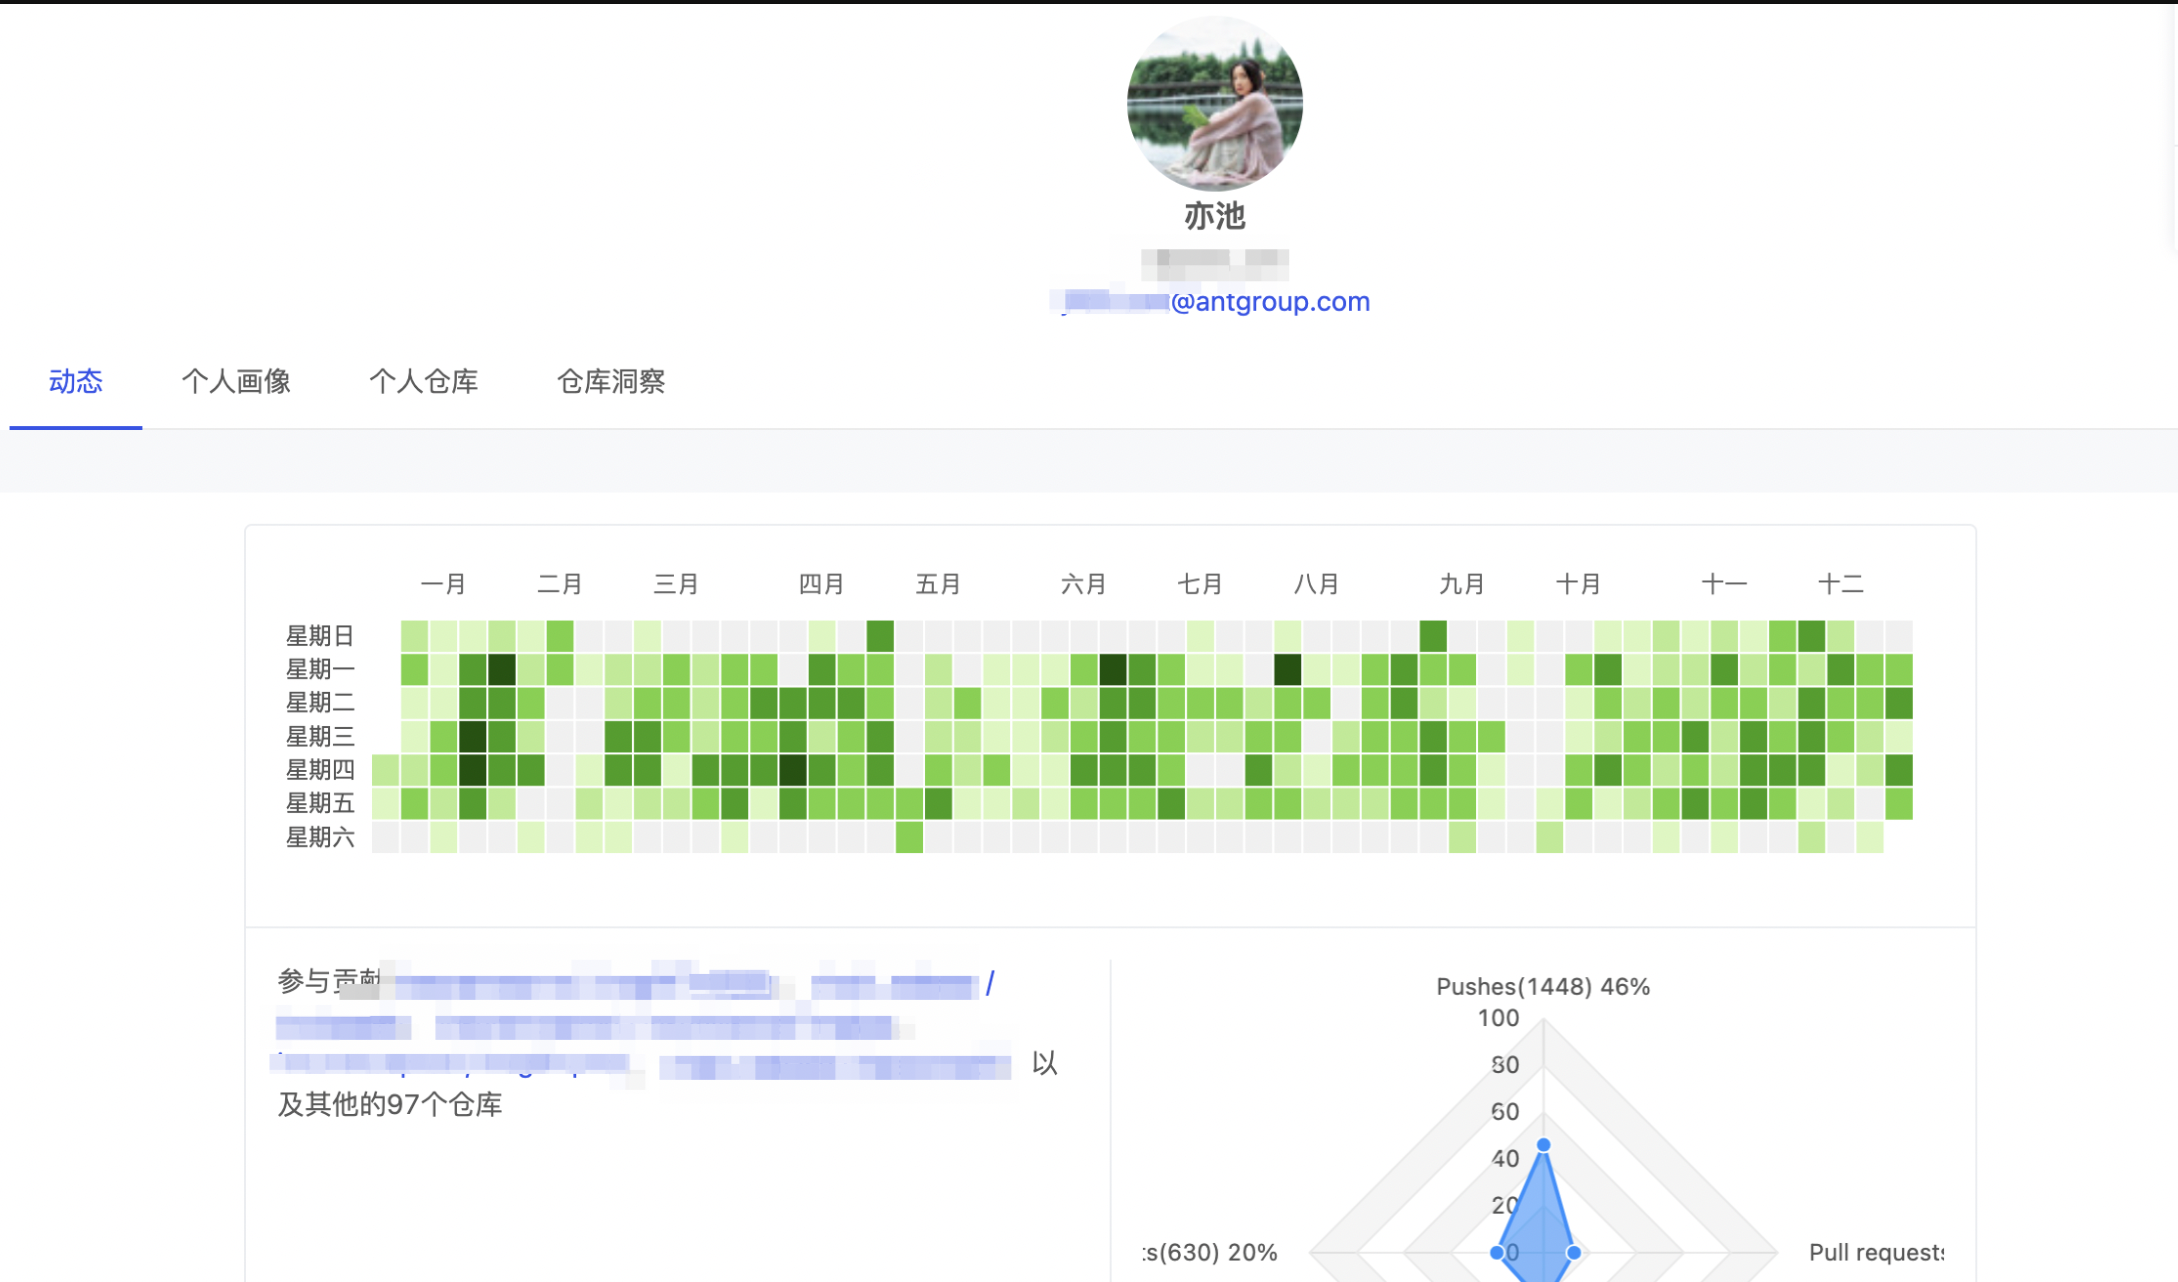 亦池
@antgroup.com
动态 个人画像 个人仓库 仓库洞察
一月 二月 三月 四月 五月 六月 七月 八月 九月 十月 十一 十二
星期日
星期一
星期二
星期三
星期四
星期五
星期六
参与贡献
/
以
及其他的97个仓库
Pushes(1448) 46%
100
80
60
40
20
0
ts(630) 20%
Pull requests